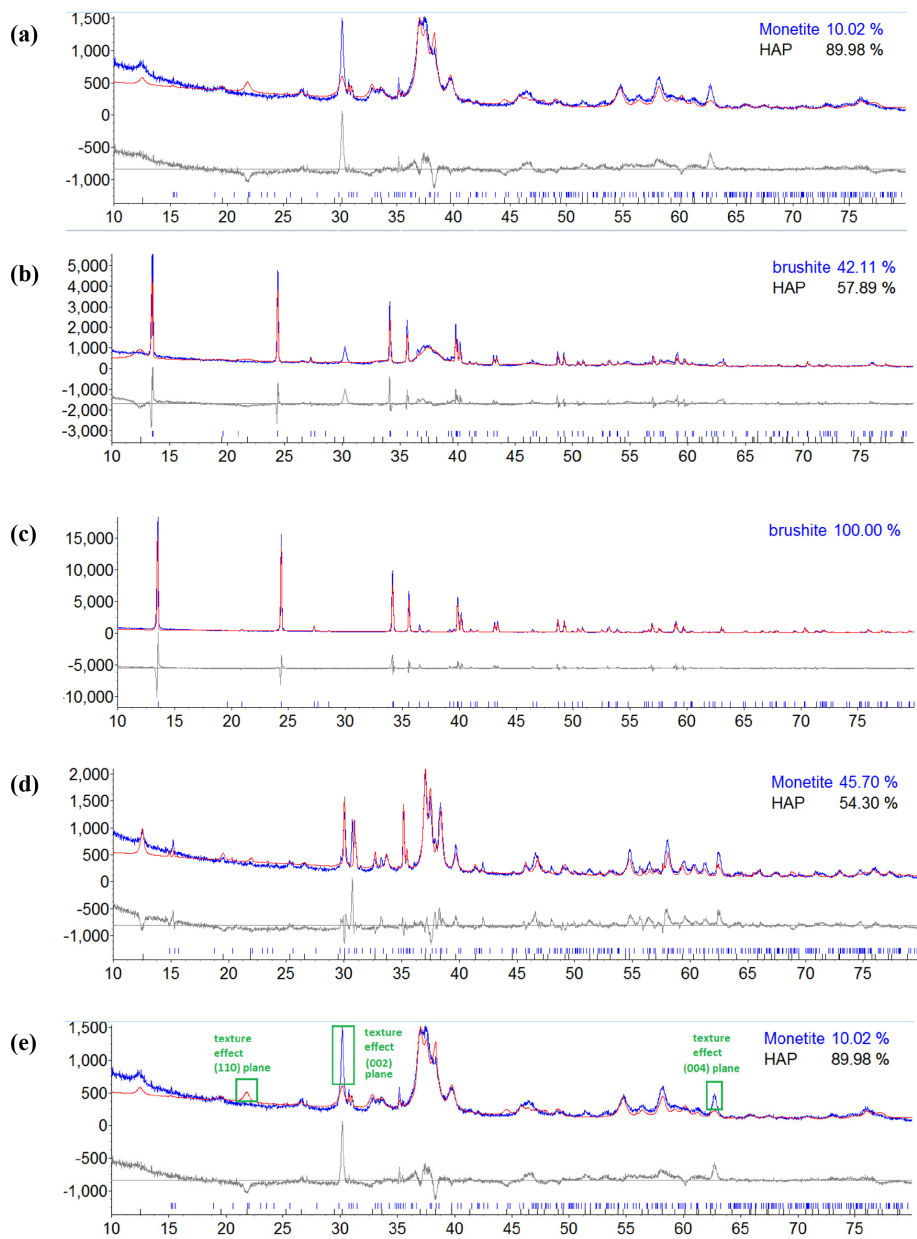 (a)
Monetite 10.02 %
HAP 89.98 %
1,500
1,000
500
0
-500
-1,000
10 15 20 25 30 35 40 45 50 55 60 65 70 75
(b)
brushite 42.11 %
HAP 57.89 %
5,000
4,000
3,000
2,000
1,000
0
-1,000
-2,000
-3,000
10 15 20 25 30 35 40 45 50 55 60 65 70 75
(c)
brushite 100.00 %
15,000
10,000
5,000
0
-5,000
-10,000
10 15 20 25 30 35 40 45 50 55 60 65 70 75
(d)
Monetite 45.70 %
HAP 54.30 %
2,000
1,500
1,000
500
0
-500
-1,000
10 15 20 25 30 35 40 45 50 55 60 65 70 75
(e)
Monetite 10.02 %
HAP 89.98 %
texture
effect
(110) plane
texture
effect
(002)
plane
texture
effect
(004) plane
1,500
1,000
500
0
-500
-1,000
10 15 20 25 30 35 40 45 50 55 60 65 70 75